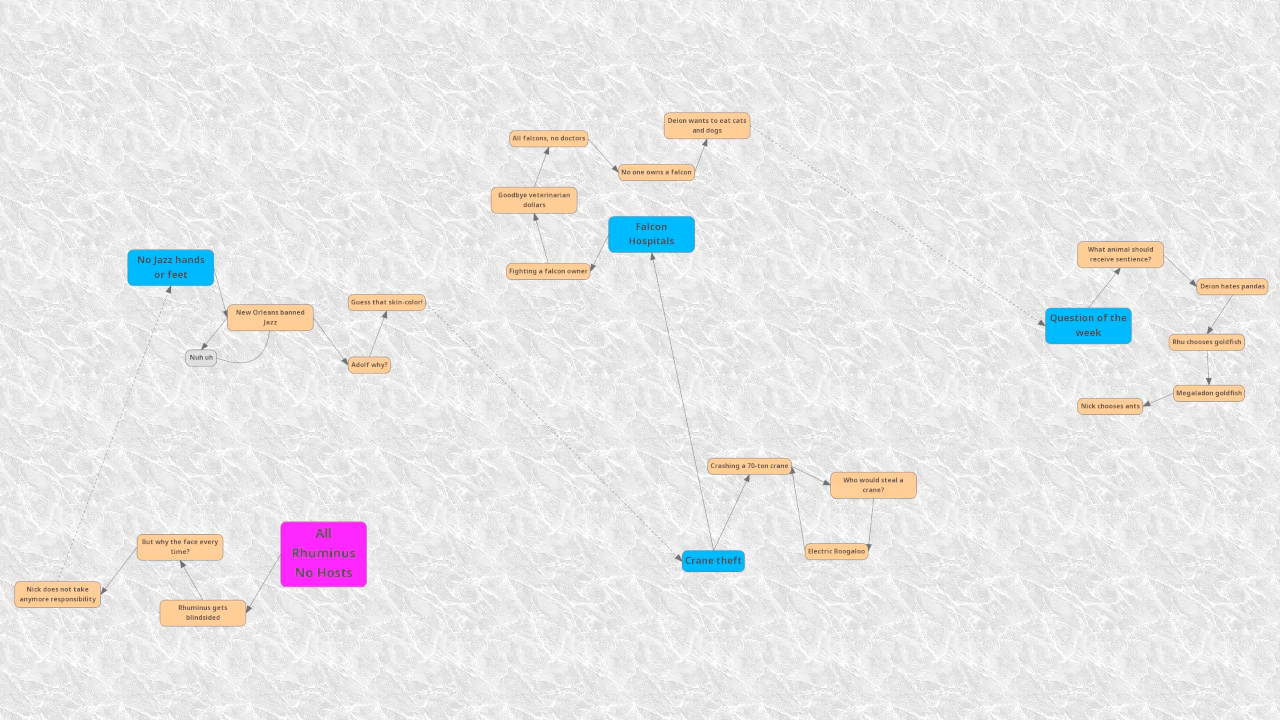 Deion wants to eat cats
and dogs
All falcons, no doctors
No one owns a falcon
Goodbye veterinarian
dollars
Falcon
Hospitals
Fighting a falcon owner
What animal should
receive sentience?
Deion hates pandas
Question of the
week
Rhu chooses goldfish
Megaladon goldfish
Nick chooses ants
No Jazz hands
or feet
New Orleans banned
Jazz
Guess that skin-color!
Nuh uh
Adolf why?
Crashing a 70-ton crane
Who would steal a
crane?
Electric Boogaloo
Crane theft
All
Rhuminus
No Hosts
But why the face every
time?
Nick does not take
anymore responsibility
Rhuminus gets
blindsided